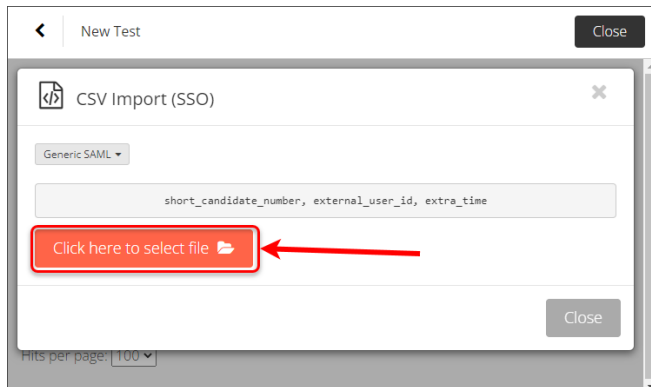 New Test
Close
CSV Import (SSO)
Generic SAML
short_candidate_number, external_user_id, extra_time
Click here to select file
Close
Hits per page: 100